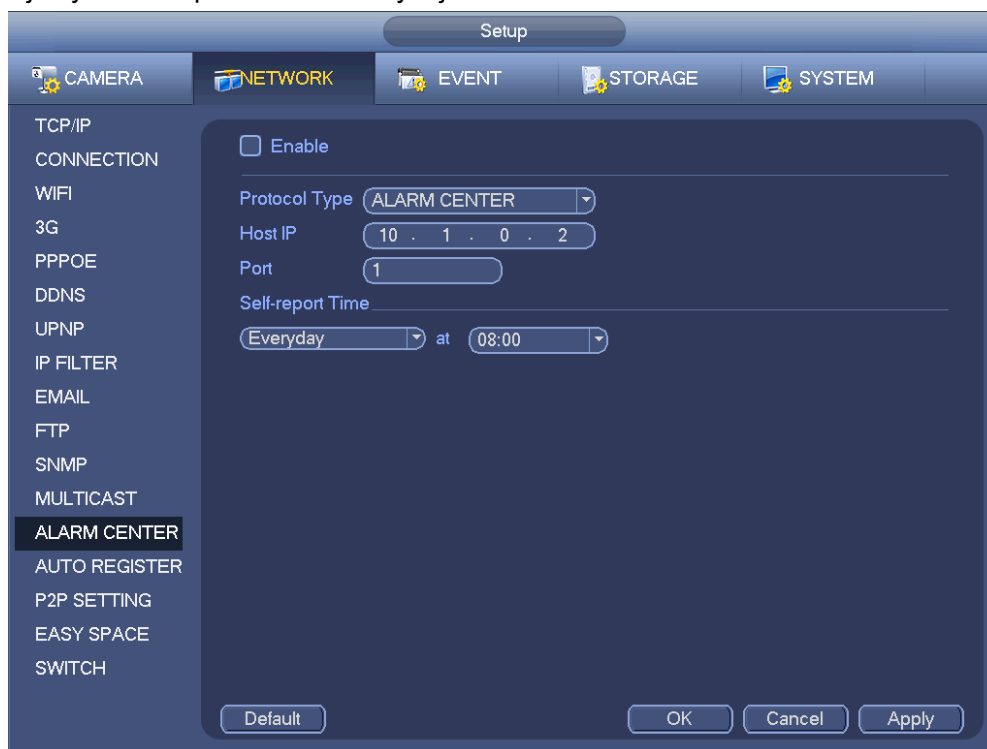 Setup
CAMERA NETWORK EVENT STORAGE SYSTEM
TCP/IP
CONNECTION
WIFI
3G
PPPOE
DDNS
UPNP
IP FILTER
EMAIL
FTP
SNMP
MULTICAST
ALARM CENTER
AUTO REGISTER
P2P SETTING
EASY SPACE
SWITCH
Enable
Protocol Type ALARM CENTER
Host IP 10 . 1 . 0 . 2
Port 1
Self-report Time
Everyday at 08:00
Default OK Cancel Apply